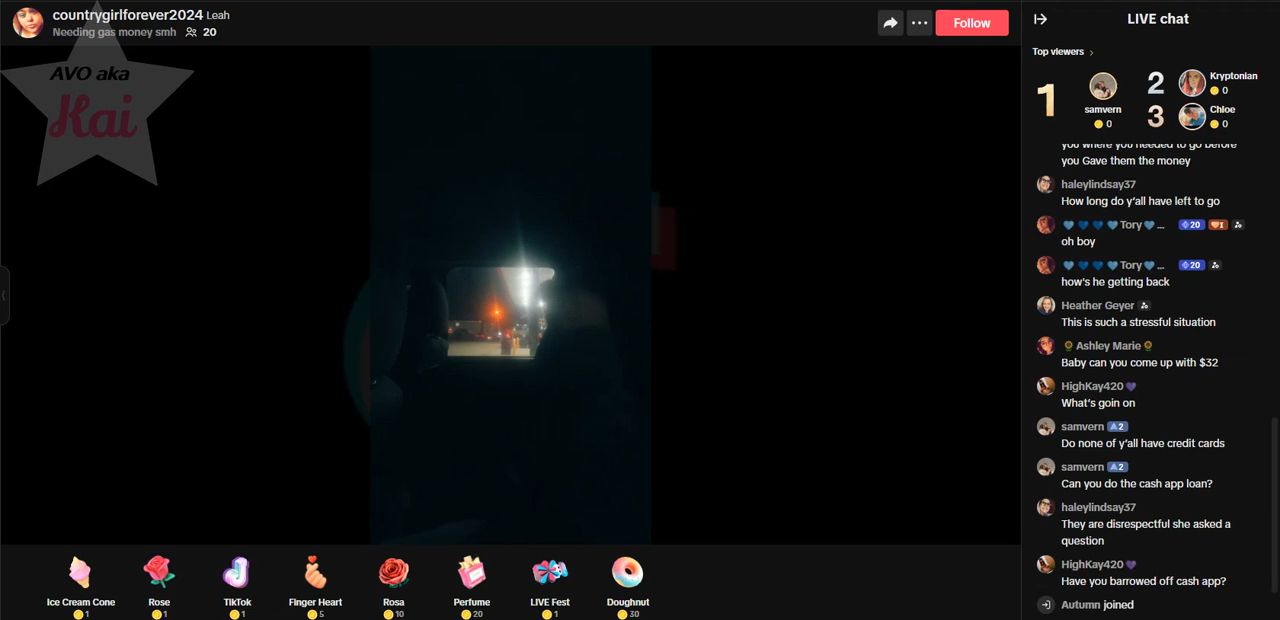 countrygirlforever2024 Leah
Needing gas money smh 20
Follow
AVO aka
Kai
LIVE chat
Top viewers
1
samvern
0
2
Kryptonian
0
3
Chloe
0
you where you needed to go before
you Gave them the money
haleylindsay37
How long do y'all have left to go
💙 💙 💙 💙 Tory 💙 ... 20 I
oh boy
💙 💙 💙 💙 Tory 💙 ... 20
how's he getting back
Heather Geyer
This is such a stressful situation
🌻 Ashley Marie 🌻
Baby can you come up with $32
HighKay420 💜
What's goin on
samvern 2
Do none of y'all have credit cards
samvern 2
Can you do the cash app loan?
haleylindsay37
They are disrespectful she asked a
question
HighKay420 💜
Have you barrowed off cash app?
Autumn joined
Ice Cream Cone
1
Rose
1
TikTok
1
Finger Heart
5
Rosa
10
Perfume
20
LIVE Fest
1
Doughnut
30